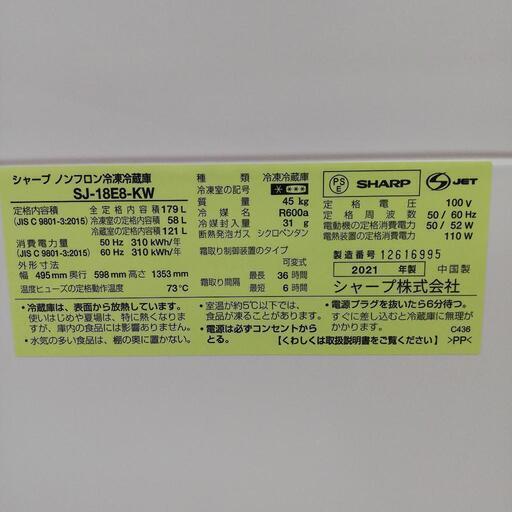 シャープ ノンフロン冷凍冷蔵庫
SJ-18E8-KW
定格内容積 全定格内容積 179 L
(JIS C 9801-3:2015) 冷凍室の定格内容積 58 L
冷蔵室の定格内容積 121 L
消費電力量 50 Hz 310 kWh/年
(JIS C 9801-3:2015) 60 Hz 310 kWh/年
外形寸法
幅 495 mm 奥行 598 mm 高さ 1353 mm
温度ヒューズの定格動作温度 73℃
種類 冷凍冷蔵庫
冷凍室の記号
質量 45 kg
冷媒名 R600a
冷媒封入量 31 g
断熱発泡ガス シクロペンタン
霜取り制御装置のタイプ
可変式
霜取り間隔 最長 36 時間
最短 6 時間
PS E SHARP JET
定格電圧 100 V
定格周波数 50 / 60 Hz
電動機の定格消費電力 50 / 52 W
電熱装置の定格消費電力 110 W
製造番号 12616995
2021 年製 中国製
シャープ株式会社
・冷蔵庫は、表面から放熱しています。
使いはじめや夏場は、特に熱くなりま
すが、庫内の食品には影響ありません。
・水気の多い食品は、棚の奥に置かない。
・室温が約5℃以下では、
食品が凍ることがあります。
・電源は必ずコンセントから
とる。
・電源プラグを抜いたら6分待つ。
すぐに差し込むと冷蔵庫に無理が
かかります。 C436
【くわしくは取扱説明書をご覧ください】 >PP<